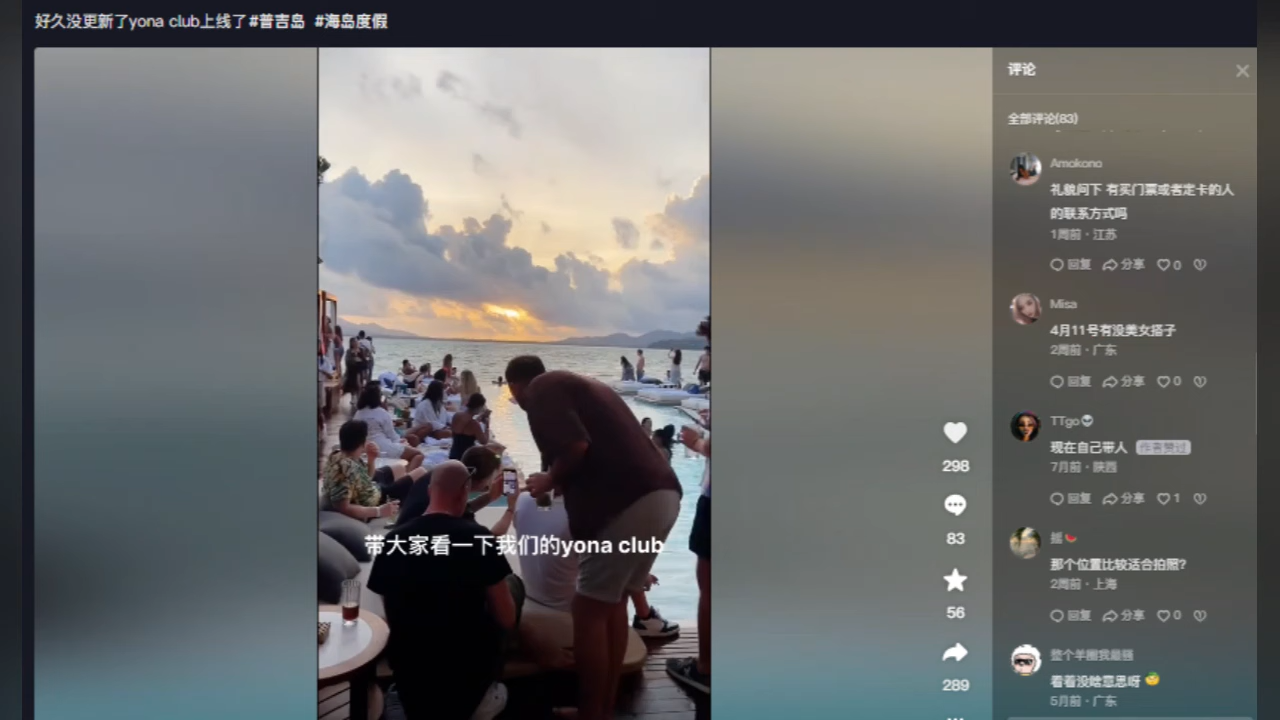 好久没更新了yona club上线了#普吉岛 #海岛度假
评论
全部评论(83)
Amokono
礼貌问下 有买门票或者定卡的人
的联系方式吗
1周前·江苏
回复 分享 0
Misa
4月11号有没美女搭子
2周前·广东
回复 分享 0
TTgo👽
现在自己带人 作者赞过
7月前·陕西
回复 分享 1
摇🍉
那个位置比较适合拍照?
2周前·上海
回复 分享 0
整个羊圈我最骚
看着没啥意思呀
5月前·广东
298
83
56
289
带大家看一下我们的yona club